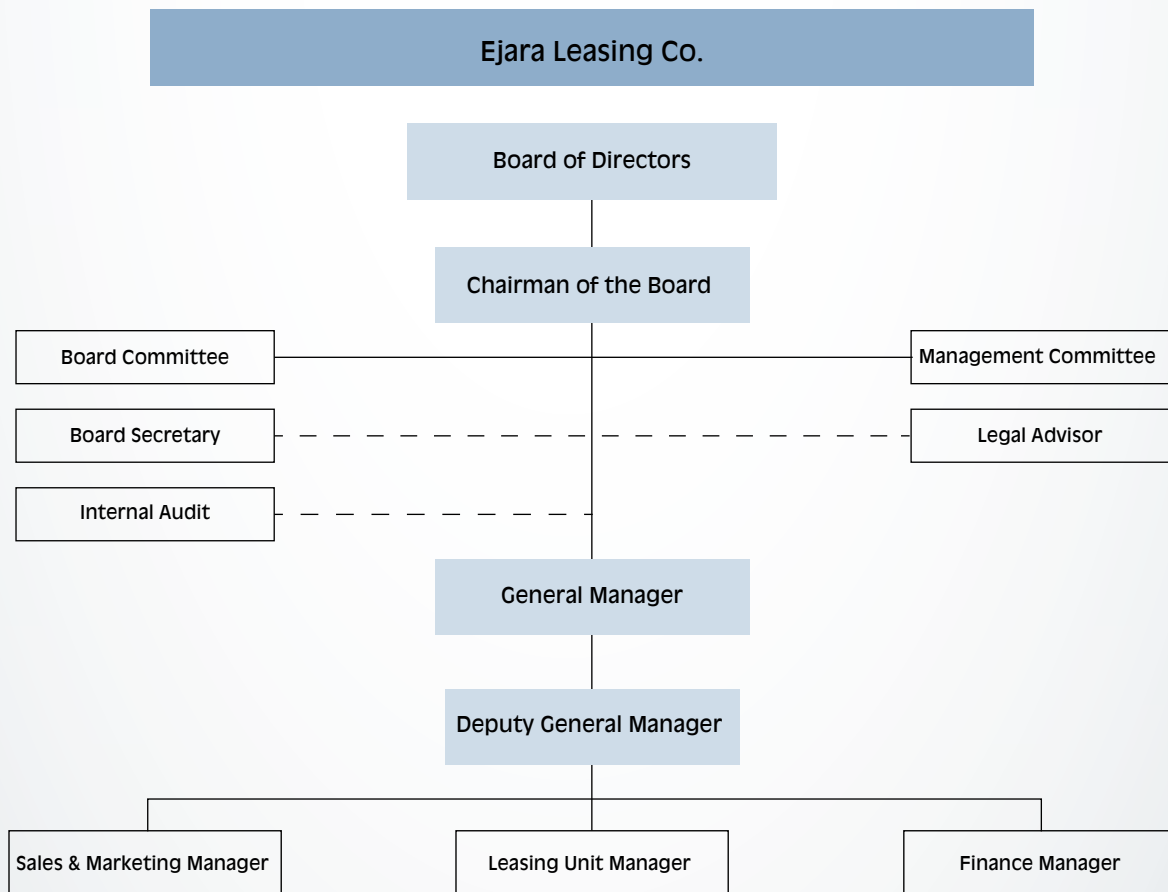 Ejara Leasing Co.
Board of Directors
Chairman of the Board
Board Committee
Management Committee
Board Secretary
Legal Advisor
Internal Audit
General Manager
Deputy General Manager
Sales & Marketing Manager
Leasing Unit Manager
Finance Manager